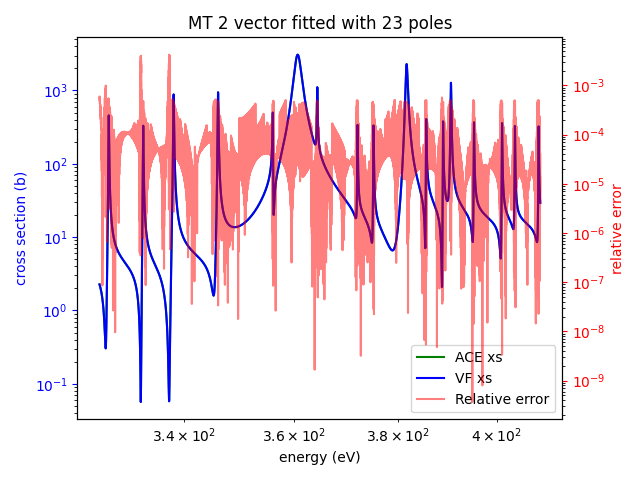 MT 2 vector fitted with 23 poles
10³
10²
10¹
10⁰
10⁻¹
cross section (b)
10⁻³
10⁻⁴
10⁻⁵
10⁻⁶
10⁻⁷
10⁻⁸
10⁻⁹
relative error
ACE xs
VF xs
Relative error
3.4 × 10²
3.6 × 10²
3.8 × 10²
4 × 10²
energy (eV)